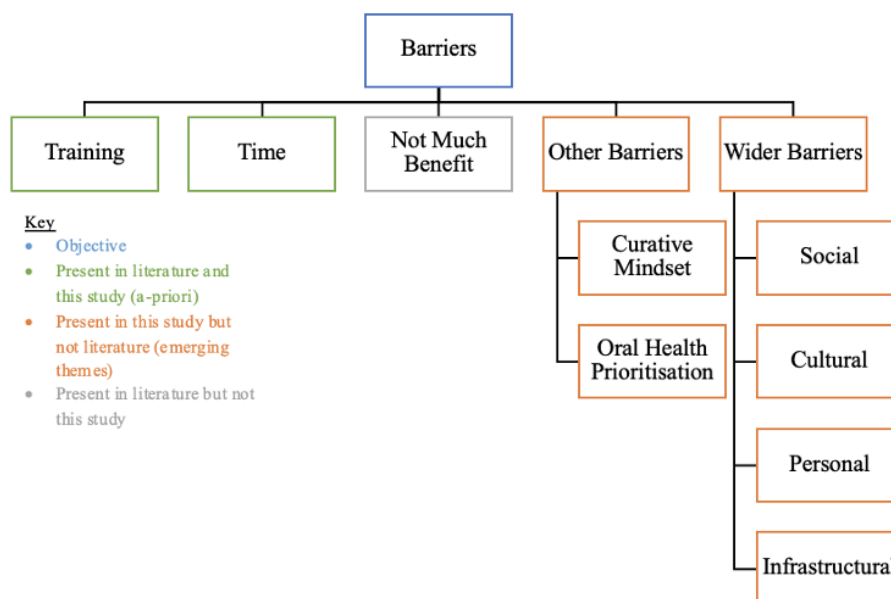 Barriers
Training
Time
Not Much
Benefit
Other Barriers
Wider Barriers
Key
• Objective
• Present in literature and
this study (a-priori)
• Present in this study but
not literature (emerging
themes)
• Present in literature but not
this study
Curative
Mindset
Oral Health
Prioritisation
Social
Cultural
Personal
Infrastructural